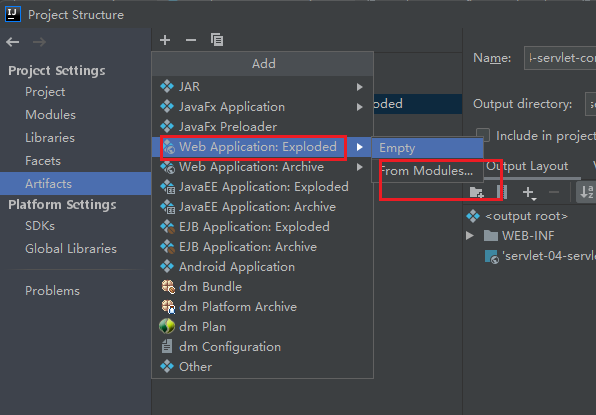 IJ
Project Structure
Project Settings
Project
Modules
Libraries
Facets
Artifacts
Platform Settings
SDKs
Global Libraries
Problems
Add
JAR
JavaFx Application
JavaFx Preloader
Web Application: Exploded
Web Application: Archive
JavaEE Application: Exploded
JavaEE Application: Archive
EJB Application: Exploded
EJB Application: Archive
Android Application
dm Bundle
dm Platform Archive
dm Plan
dm Configuration
Other
Empty
From Modules...
Name:
-servlet-con
Output directory:
Include in project
Output Layout
<output root>
WEB-INF
'servlet-04-servl